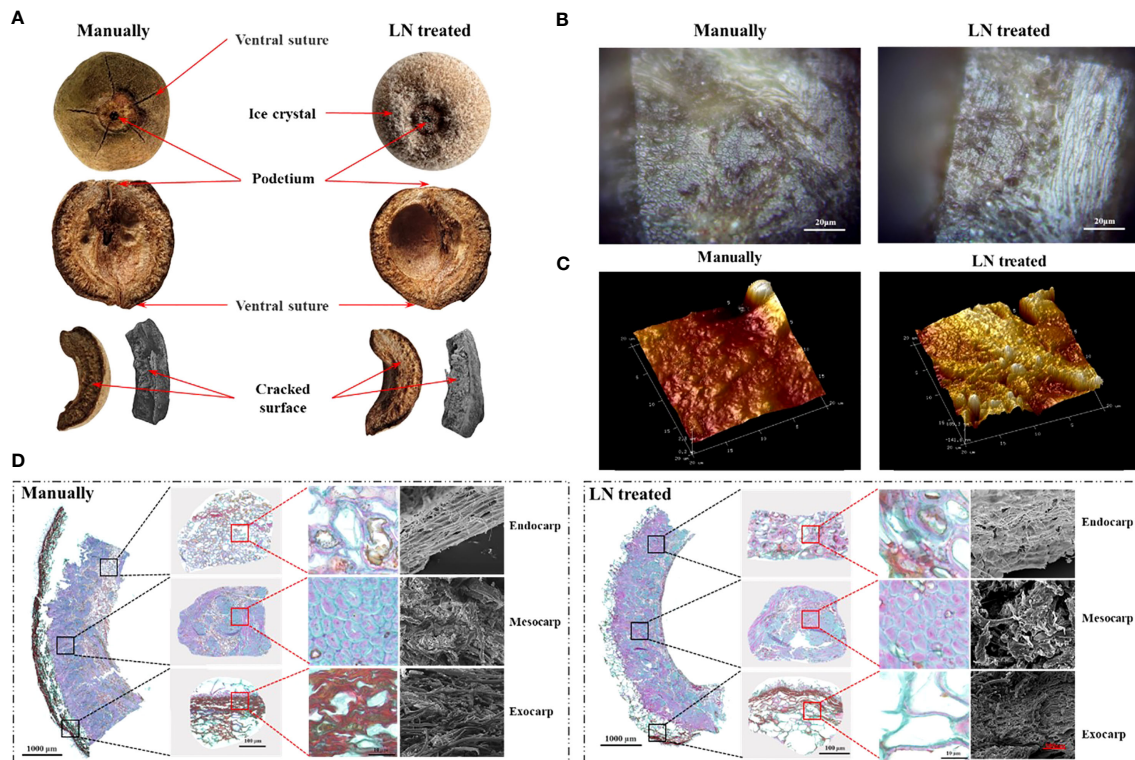 A
Manually
LN treated
Ventral suture
Ice crystal
Podetium
Ventral suture
Cracked
surface
B
Manually
LN treated
20μm
20μm
C
Manually
LN treated
D
Manually
Endocarp
Mesocarp
Exocarp
1000 μm
100 μm
10 μm
LN treated
Endocarp
Mesocarp
Exocarp
1000 μm
100 μm
10 μm